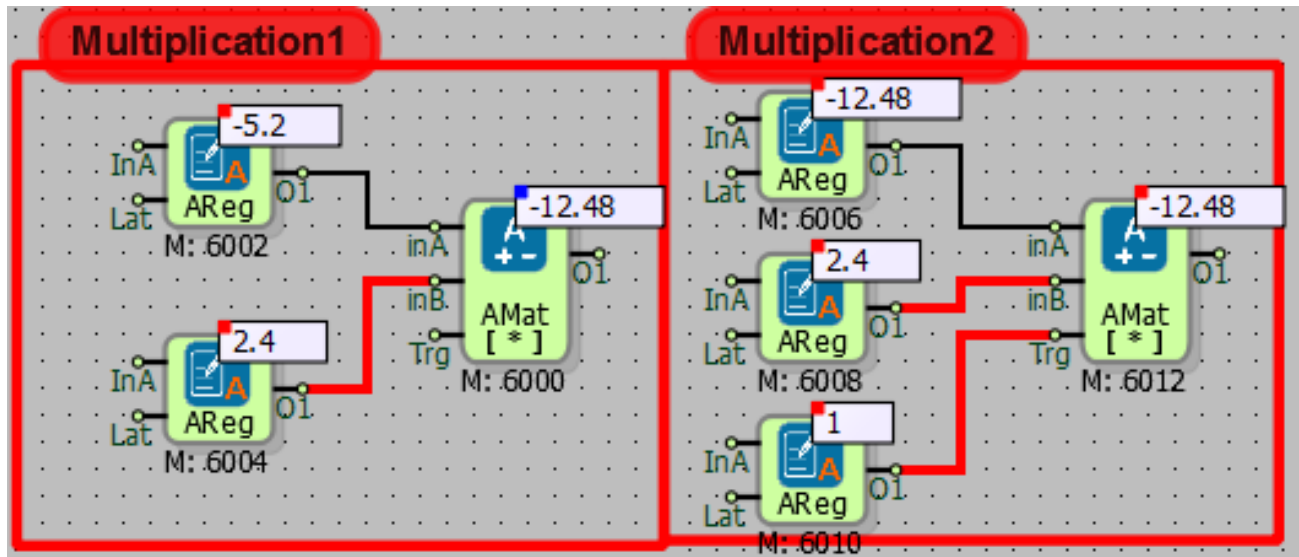 Multiplication1
-5.2
InA
O1
Lat
AReg
M: 6002
2.4
InA
O1
Lat
AReg
M: 6004
-12.48
A
inA
O1
inB
AMat
Trg
[ * ]
M: 6000
Multiplication2
-12.48
InA
O1
Lat
AReg
M: 6006
2.4
InA
O1
Lat
AReg
M: 6008
1
InA
O1
Lat
AReg
M: 6010
-12.48
A
inA
O1
inB
AMat
Trg
[ * ]
M: 6012